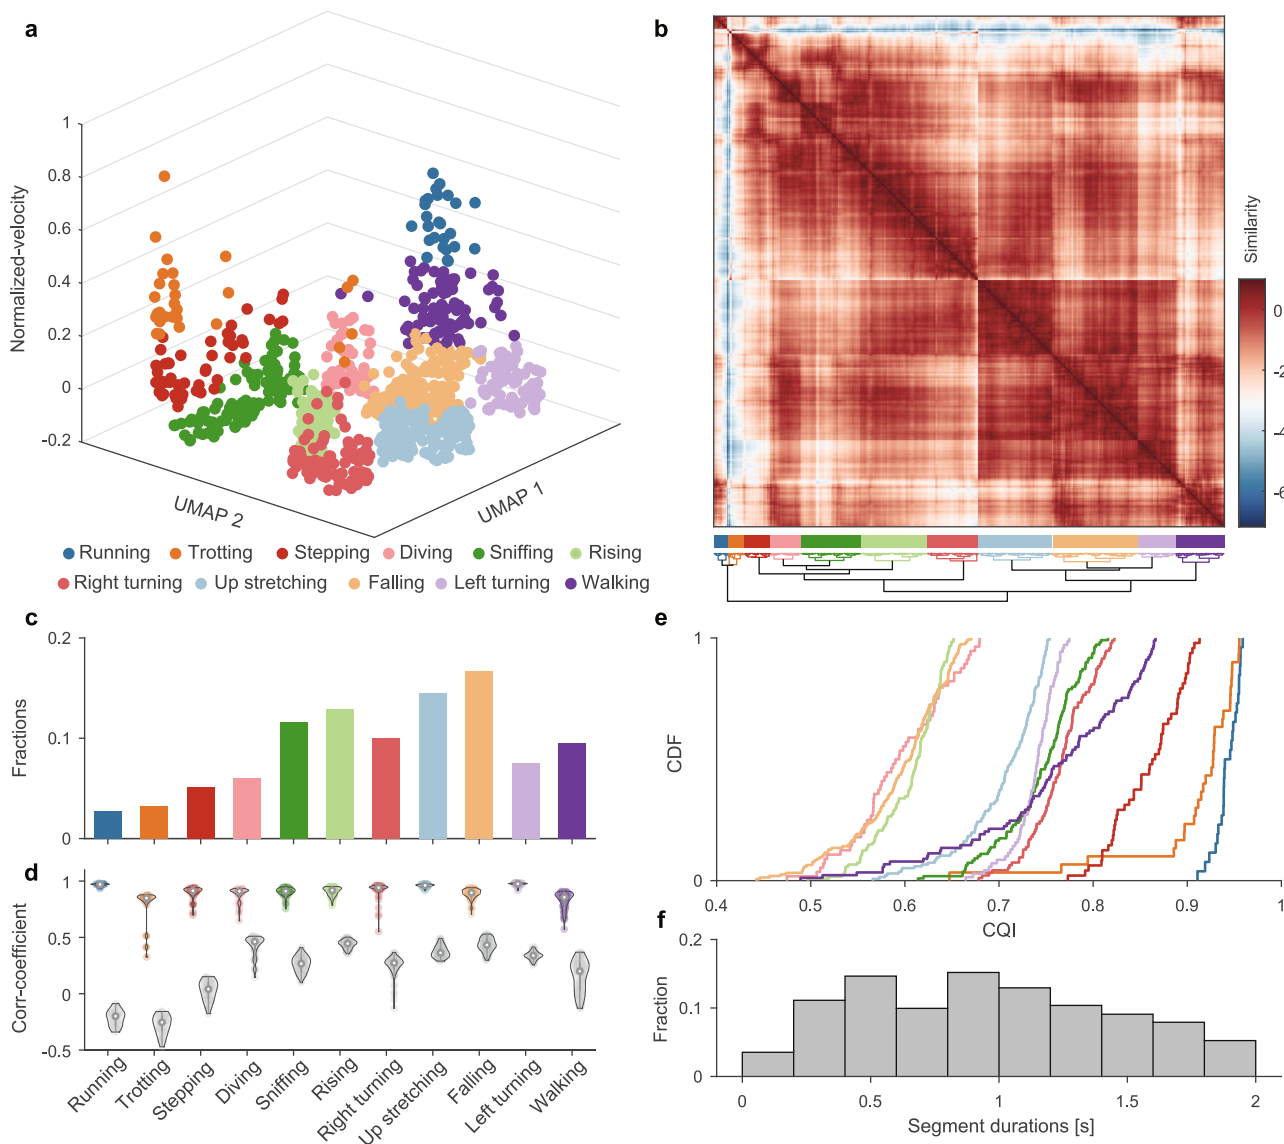 a
1
0.8
0.6
0.4
0.2
0
-0.2
Normalized-velocity
UMAP 2
UMAP 1
Running Trotting Stepping Diving Sniffing Rising
Right turning Up stretching Falling Left turning Walking
b
Similarity
0
-2
-4
-6
c
0.2
0.1
0
Fractions
d
1
0.5
0
-0.5
Corr-coefficient
Running
Trotting
Stepping
Diving
Sniffing
Rising
Right turning
Up stretching
Falling
Left turning
Walking
e
1
0
CDF
0.4 0.5 0.6 0.7 0.8 0.9 1
CQI
f
0.2
0.1
0
Fraction
0 0.5 1 1.5 2
Segment durations [s]